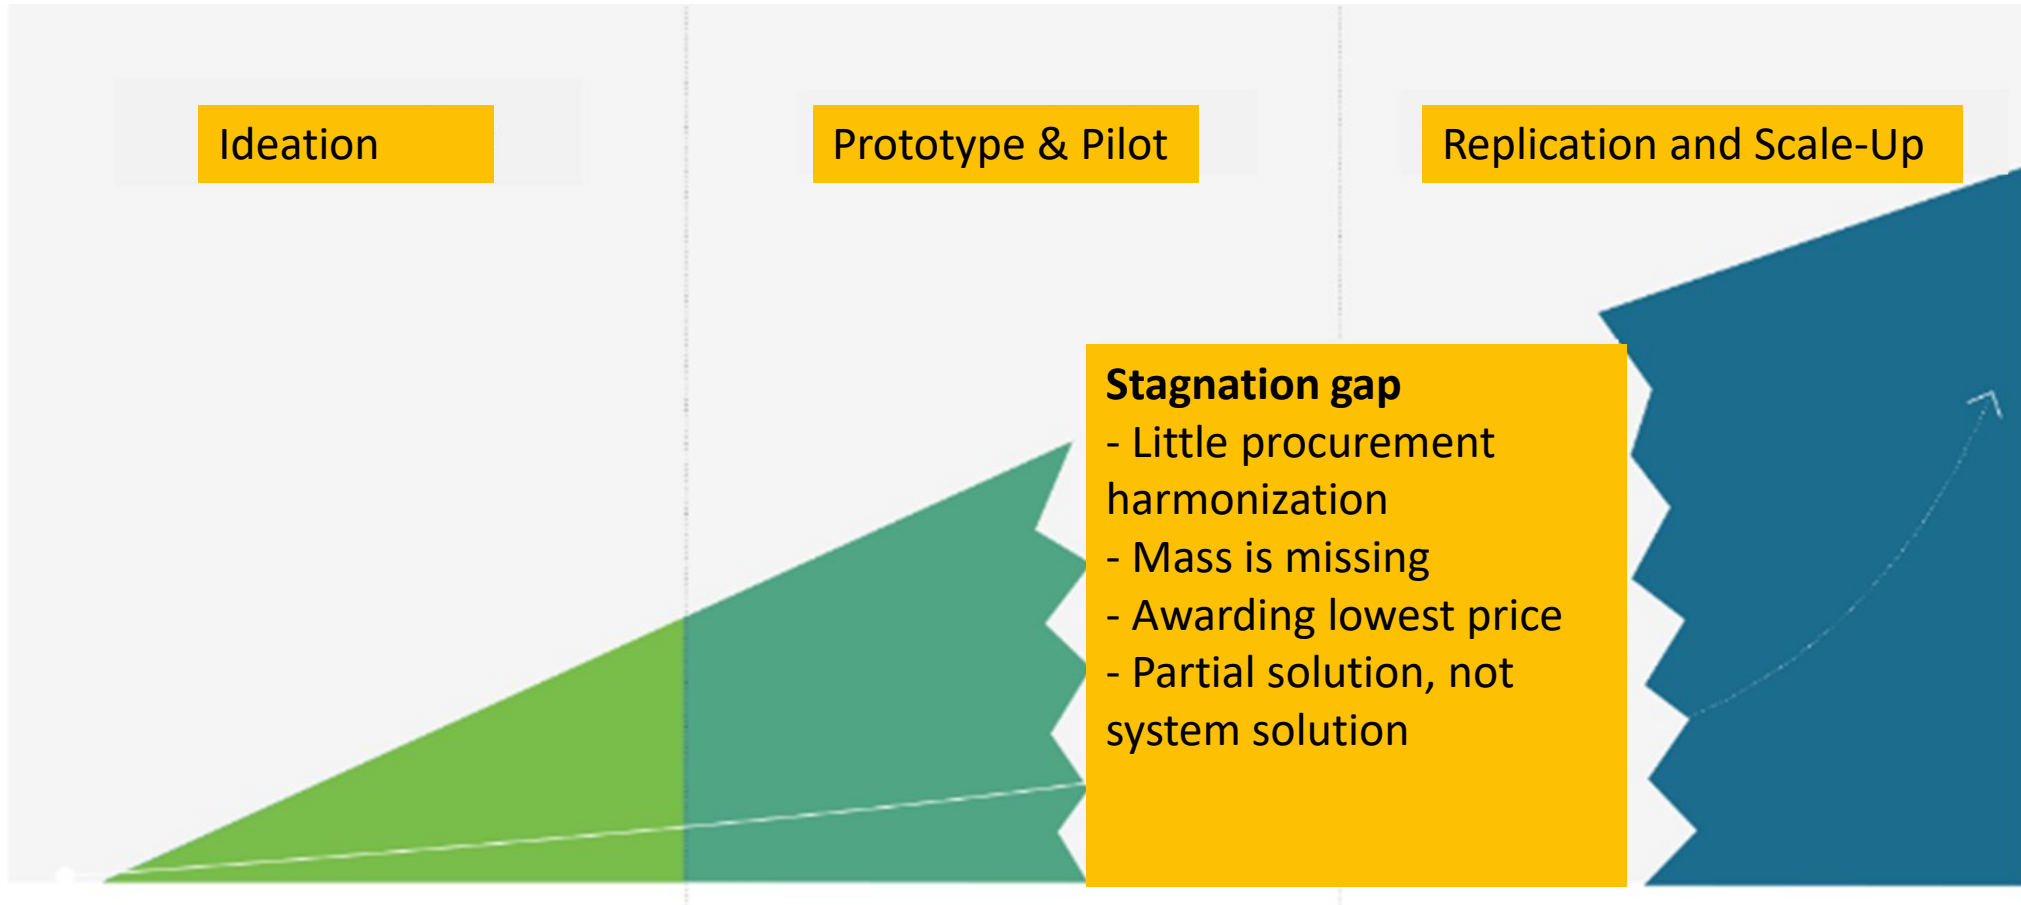 Ideation
Prototype & Pilot
Replication and Scale-Up
Stagnation gap
- Little procurement
harmonization
- Mass is missing
- Awarding lowest price
- Partial solution, not
system solution